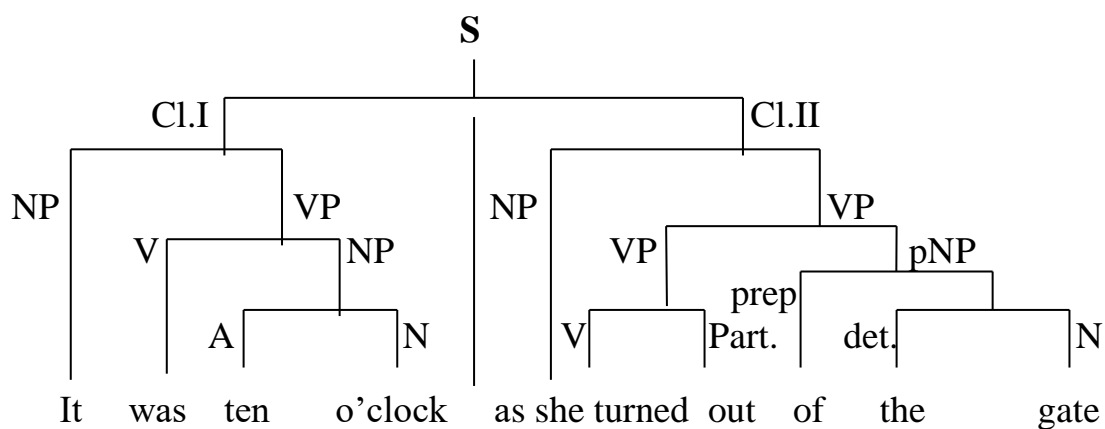 S
Cl.I Cl.II
NP VP NP VP
V NP VP pNP
prep
A N V Part. det. N
It was ten o’clock as she turned out of the gate